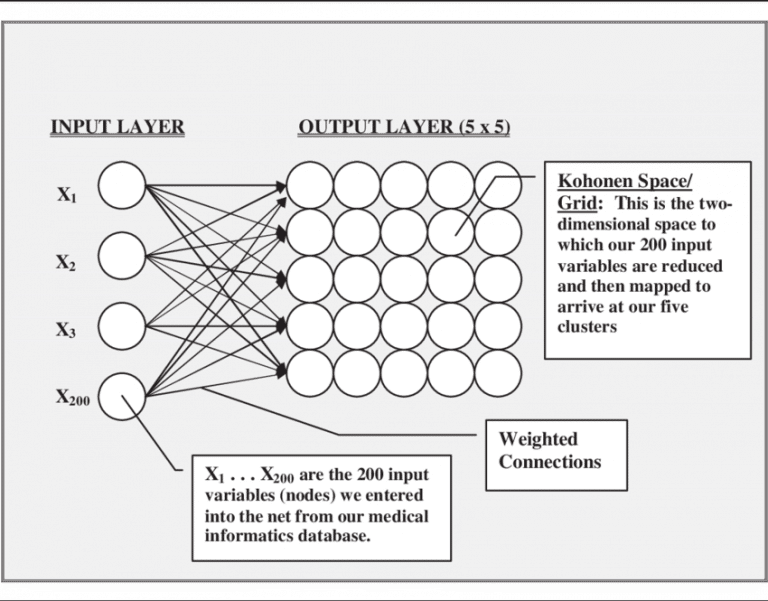 INPUT LAYER
OUTPUT LAYER (5 x 5)
X1
X2
X3
X200
Kohonen Space/
Grid: This is the two-
dimensional space to
which our 200 input
variables are reduced
and then mapped to
arrive at our five
clusters
Weighted
Connections
X1 . . . X200 are the 200 input
variables (nodes) we entered
into the net from our medical
informatics database.